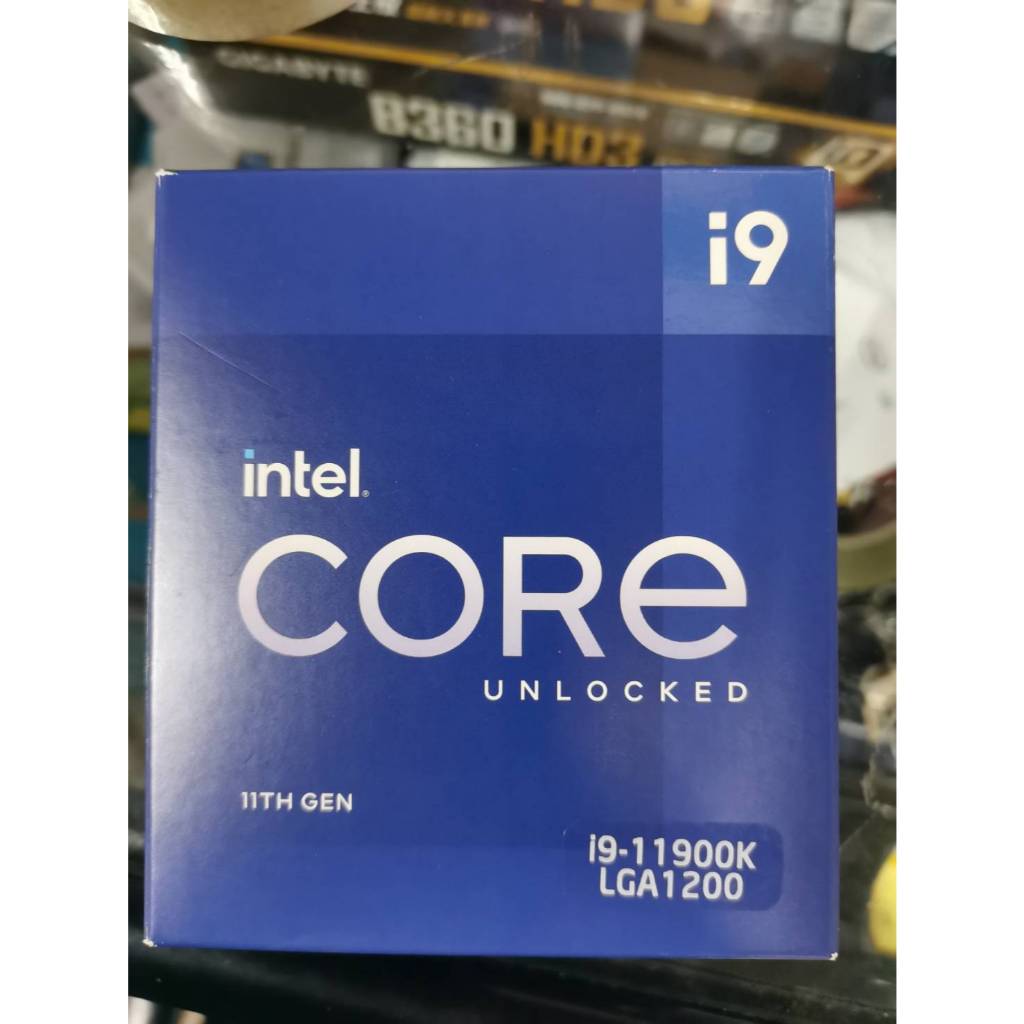 GIGABYTE
B360 HD3
i9
intel
CORE
UNLOCKED
11TH GEN
i9-11900K
LGA1200